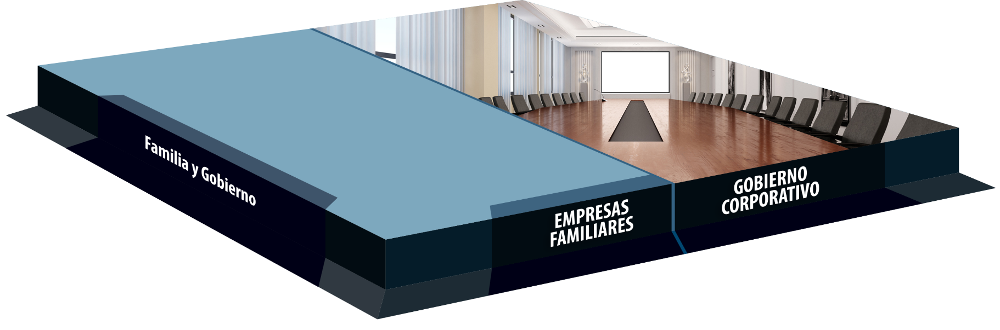 Familia y Gobierno
EMPRESAS
FAMILIARES
GOBIERNO
CORPORATIVO